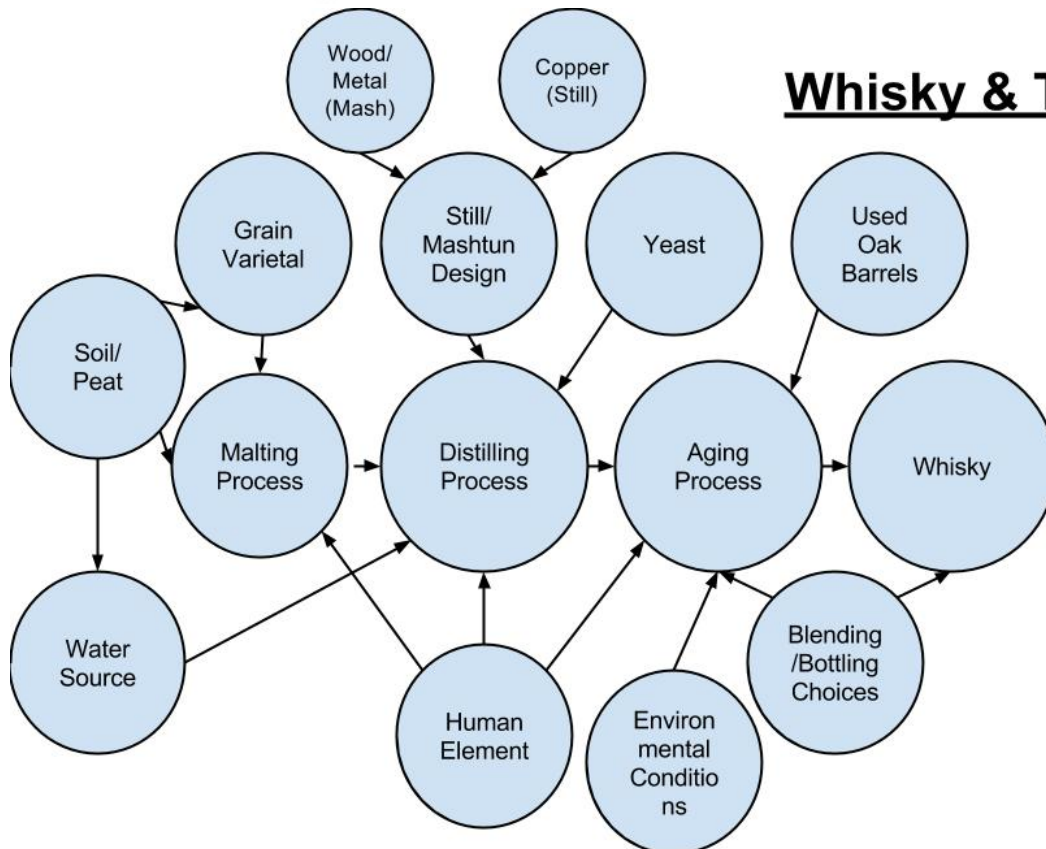 Wood/
Metal
(Mash)
Copper
(Still)
Whisky & T
Grain
Varietal
Still/
Mashtun
Design
Yeast
Used
Oak
Barrels
Soil/
Peat
Malting
Process
Distilling
Process
Aging
Process
Whisky
Water
Source
Human
Element
Environ
mental
Conditio
ns
Blending
/Bottling
Choices